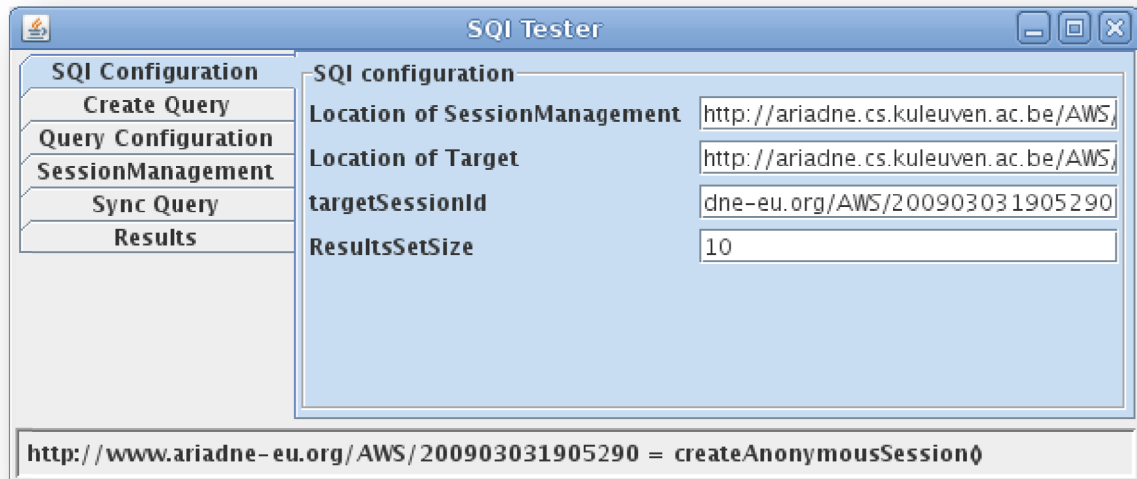 SQI Tester
SQI Configuration
Create Query
Query Configuration
SessionManagement
Sync Query
Results
SQI configuration
Location of SessionManagement http://ariadne.cs.kuleuven.ac.be/AWS/
Location of Target http://ariadne.cs.kuleuven.ac.be/AWS/
targetSessionId dne-eu.org/AWS/200903031905290
ResultsSetSize 10
http://www.ariadne-eu.org/AWS/200903031905290 = createAnonymousSession()